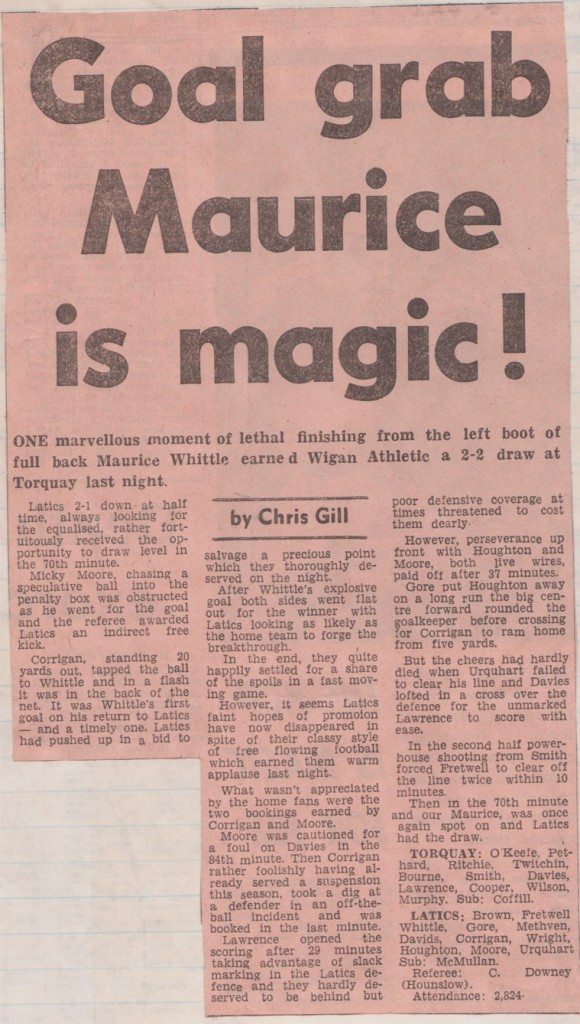 Goal grab
Maurice
is magic!
ONE marvellous moment of lethal finishing from the left boot of
full back Maurice Whittle earned Wigan Athletic a 2-2 draw at
Torquay last night.
Latics 2-1 down at half
time, always looking for
the equalised, rather fort-
uitously received the op-
portunity to draw level in
the 70th minute.
Micky Moore, chasing a
speculative ball into the
penalty box was obstructed
as he went for the goal
and the referee awarded
Latics an indirect free
kick.
Corrigan, standing 20
yards out, tapped the ball
to Whittle and in a flash
it was in the back of the
net. It was Whittle's first
goal on his return to Latics
— and a timely one. Latics
had pushed up in a bid to
by Chris Gill
salvage a precious point
which they thoroughly de-
served on the night.
After Whittle's explosive
goal both sides went flat
out for the winner with
Latics looking as likely as
the home team to forge the
breakthrough.
In the end, they quite
happily settled for a share
of the spoils in a fast mov-
ing game.
However, it seems Latics
faint hopes of promoion
have now disappeared in
spite of their classy style
of free flowing football
which earned them warm
applause last night.
What wasn't appreciated
by the home fans were the
two bookings earned by
Corrigan and Moore.
Moore was cautioned for
a foul on Davies in the
84th minute. Then Corrigan
rather foolishly having al-
ready served a suspension
this season, took a dig at
a defender in an off-the-
ball incident and was
booked in the last minute.
Lawrence opened the
scoring after 29 minutes
taking advantage of slack
marking in the Latics de-
fence and they hardly de-
served to be behind but
poor defensive coverage at
times threatened to cost
them dearly.
However, perseverance up
front with Houghton and
Moore, both live wires,
paid off after 37 minutes.
Gore put Houghton away
on a long run the big cen-
tre forward rounded the
goalkeeper before crossing
for Corrigan to ram home
from five yards.
But the cheers had hardly
died when Urquhart failed
to clear his line and Davies
lofted in a cross over the
defence for the unmarked
Lawrence to score with
ease.
In the second half power-
house shooting from Smith
forced Fretwell to clear off
the line twice within 10
minutes.
Then in the 70th minute
and our Maurice, was once
again spot on and Latics
had the draw.
TORQUAY: O'Keefe, Pet-
hard, Ritchie, Twitchin,
Bourne, Smith, Davies,
Lawrence, Cooper, Wilson,
Murphy. Sub: Coffill.
LATICS: Brown, Fretwell
Whittle, Gore, Methven,
Davids, Corrigan, Wright,
Houghton, Moore, Urquhart
Sub: McMullan.
Referee: C. Downey
(Hounslow).
Attendance: 2,824.